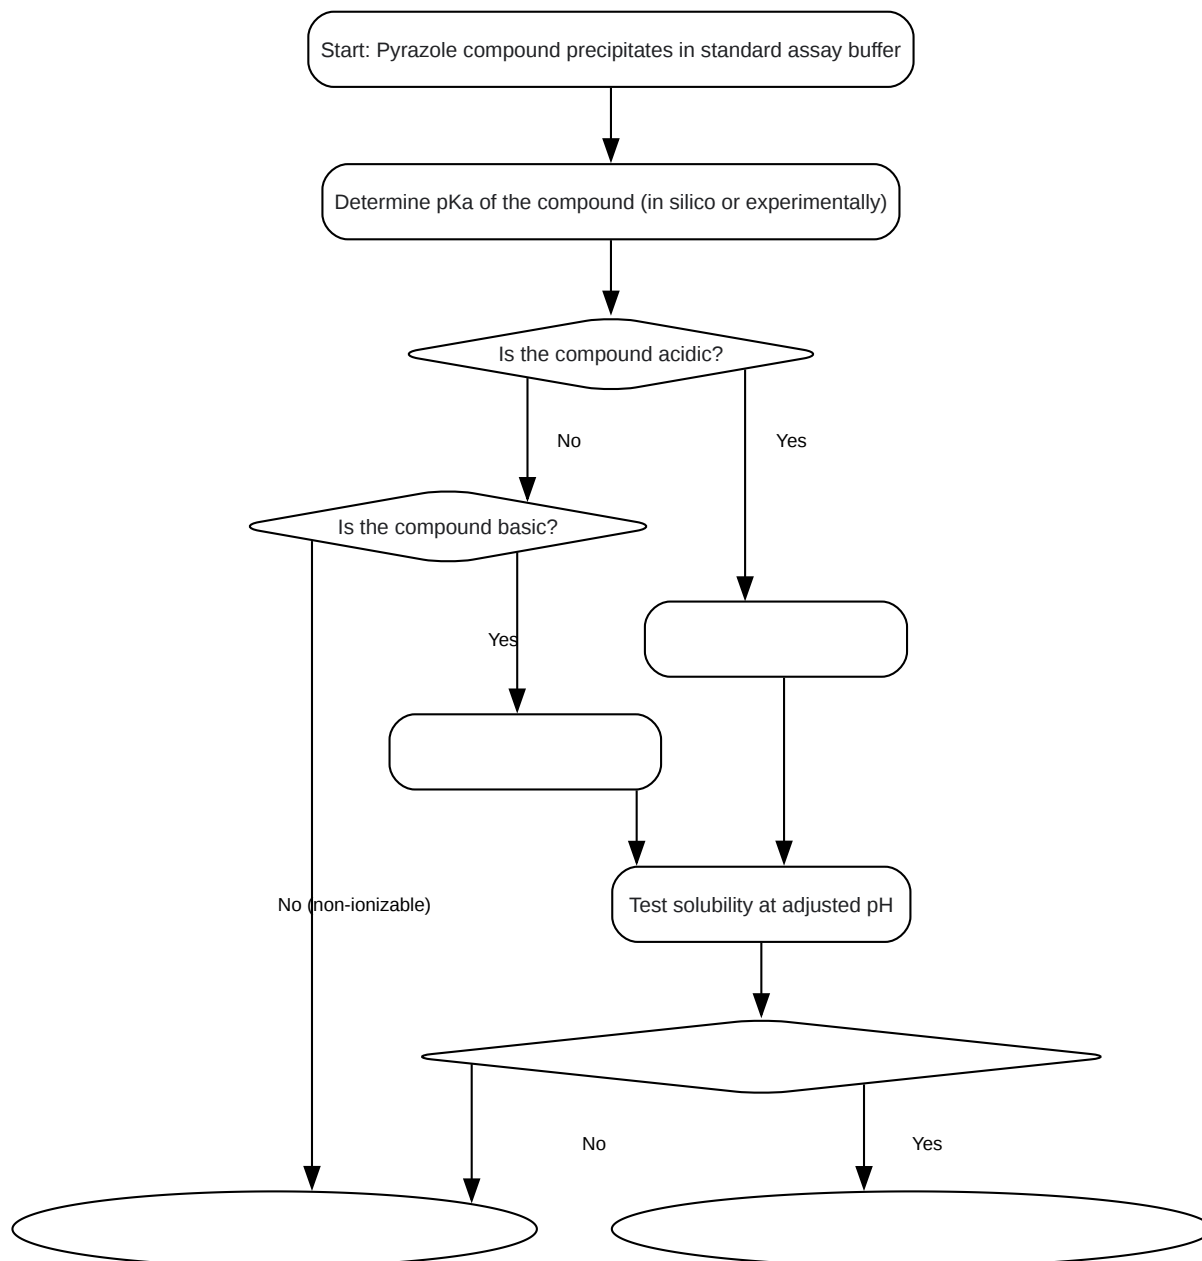 Start: Pyrazole compound precipitates in standard assay buffer
Determine pKa of the compound (in silico or experimentally)
Is the compound acidic?
No
Yes
Is the compound basic?
Yes
No (non-ionizable)
Test solubility at adjusted pH
No
Yes